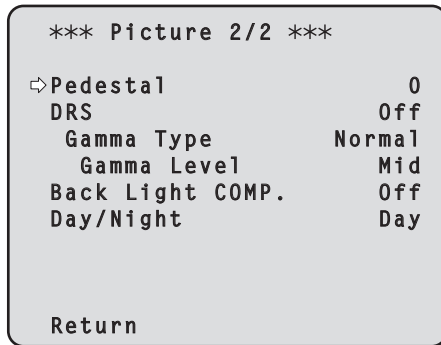 *** Picture 2/2 ***
⇨Pedestal 0
DRS Off
Gamma Type Normal
Gamma Level Mid
Back Light COMP. Off
Day/Night Day
Return